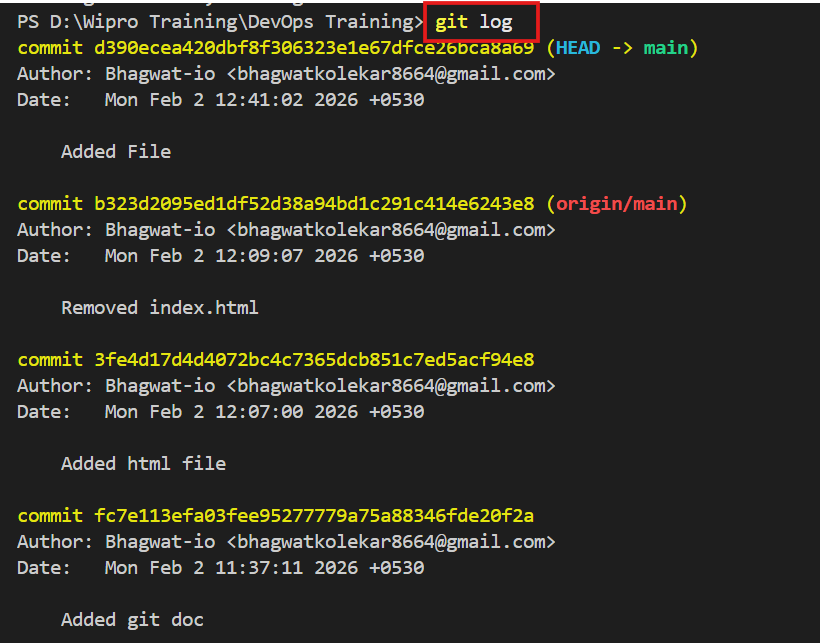 PS D:\Wipro Training\DevOps Training> git log
commit d390ecea420dbf8f306323e1e67dfce26bca8a69 (HEAD -> main)
Author: Bhagwat-io <bhagwatkolekar8664@gmail.com>
Date:   Mon Feb 2 12:41:02 2026 +0530
Added File
commit b323d2095ed1df52d38a94bd1c291c414e6243e8 (origin/main)
Author: Bhagwat-io <bhagwatkolekar8664@gmail.com>
Date:   Mon Feb 2 12:09:07 2026 +0530
Removed index.html
commit 3fe4d17d4d4072bc4c7365dcb851c7ed5acf94e8
Author: Bhagwat-io <bhagwatkolekar8664@gmail.com>
Date:   Mon Feb 2 12:07:00 2026 +0530
Added html file
commit fc7e113efa03fee95277779a75a88346fde20f2a
Author: Bhagwat-io <bhagwatkolekar8664@gmail.com>
Date:   Mon Feb 2 11:37:11 2026 +0530
Added git doc